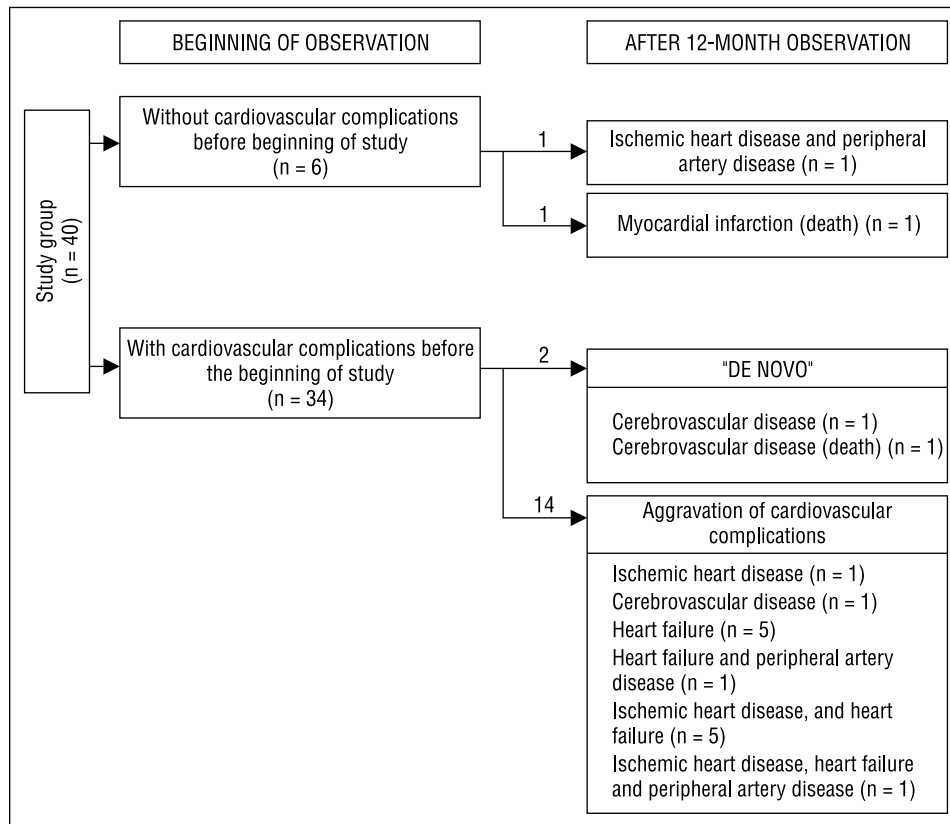 BEGINNING OF OBSERVATION
AFTER 12-MONTH OBSERVATION
Study group
(n = 40)
Without cardiovascular complications
before beginning of study
(n = 6)
1
Ischemic heart disease and peripheral
artery disease (n = 1)
1
Myocardial infarction (death) (n = 1)
With cardiovascular complications before
the beginning of study
(n = 34)
2
"DE NOVO"
Cerebrovascular disease (n = 1)
Cerebrovascular disease (death) (n = 1)
14
Aggravation of cardiovascular
complications
Ischemic heart disease (n = 1)
Cerebrovascular disease (n = 1)
Heart failure (n = 5)
Heart failure and peripheral artery
disease (n = 1)
Ischemic heart disease, and heart
failure (n = 5)
Ischemic heart disease, heart failure
and peripheral artery disease (n = 1)